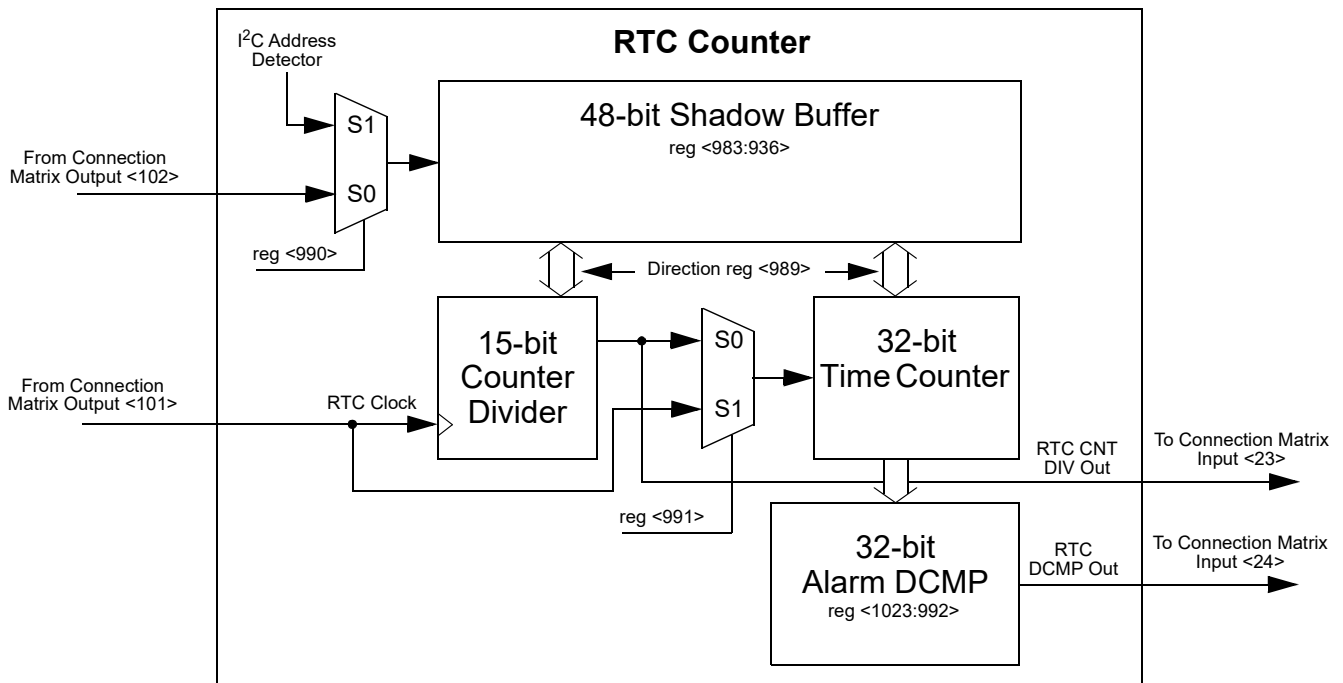 RTC Counter
I²C Address
Detector
S1
S0
48-bit Shadow Buffer
reg <983:936>
From Connection
Matrix Output <102>
reg <990>
Direction reg <989>
15-bit
Counter
Divider
S0
S1
32-bit
Time Counter
From Connection
Matrix Output <101>
RTC Clock
RTC CNT
DIV Out
To Connection Matrix
Input <23>
reg <991>
32-bit
Alarm DCMP
reg <1023:992>
RTC
DCMP Out
To Connection Matrix
Input <24>